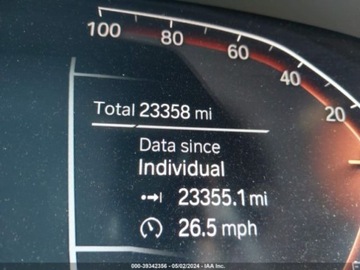 100 80 60 40 20
Total 23358 mi
Data since
Individual
23355.1 mi
26.5 mph
000-39342356 - 05/02/2024 - IAA Inc.